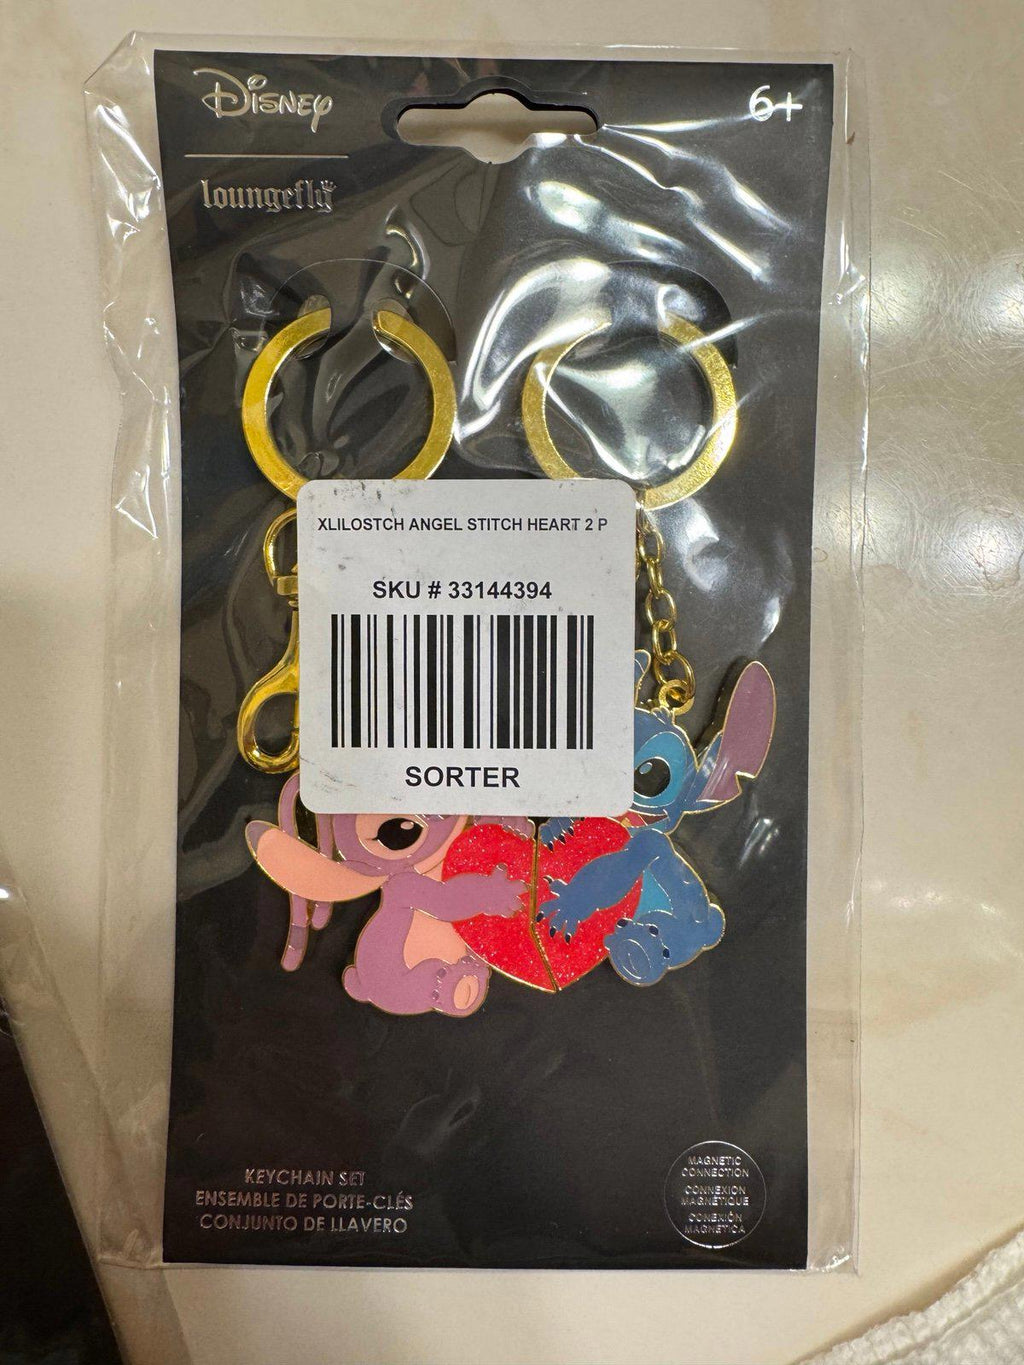 Disney
6+
loungefly
XLILOSTCH ANGEL STITCH HEART 2 P
SKU # 33144394
SORTER
KEYCHAIN SET
ENSEMBLE DE PORTE-CLÉS
CONJUNTO DE LLAVERO
MAGNETIC
CONNECTION
CONNEXION
MAGNÉTIQUE
CONEXIÓN
MAGNÉTICA